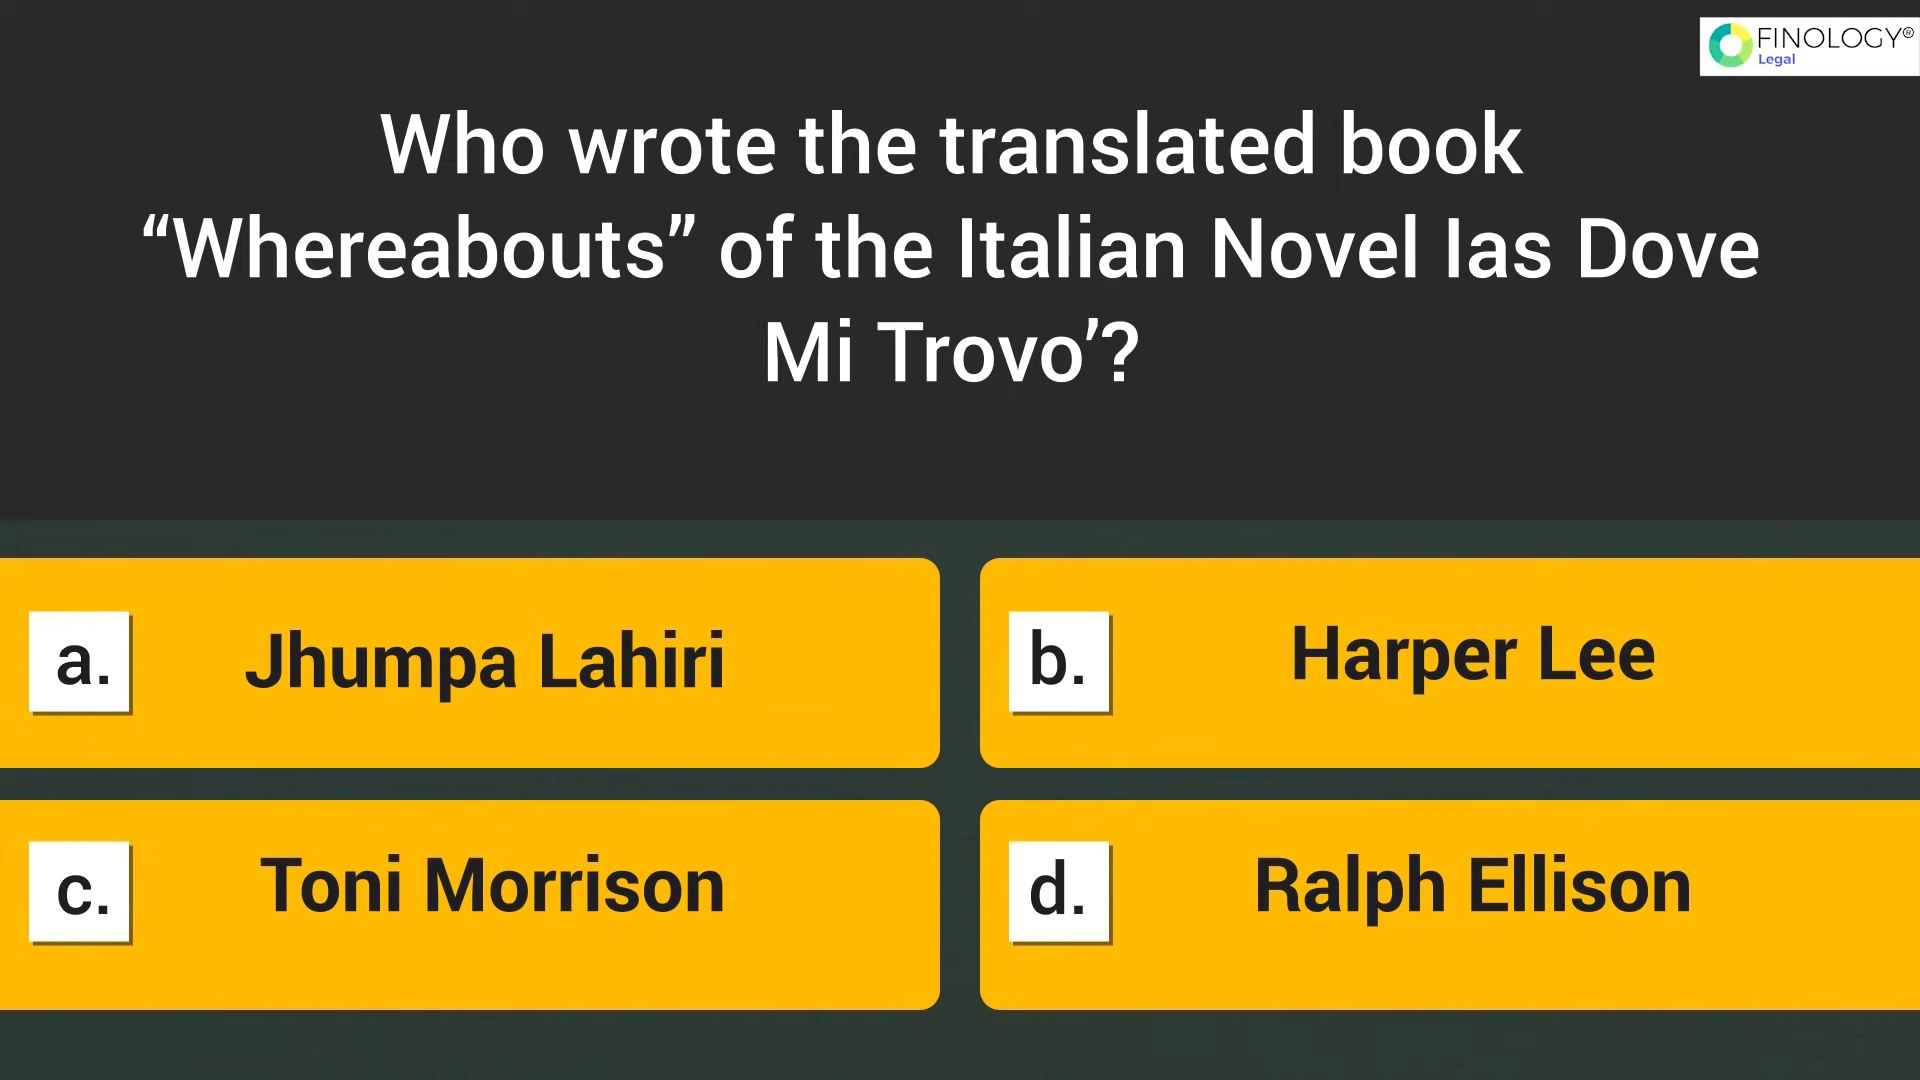 FINOLOGY®
Legal
Who wrote the translated book
“Whereabouts” of the Italian Novel Ias Dove
Mi Trovo’?
a. Jhumpa Lahiri
b. Harper Lee
c. Toni Morrison
d. Ralph Ellison